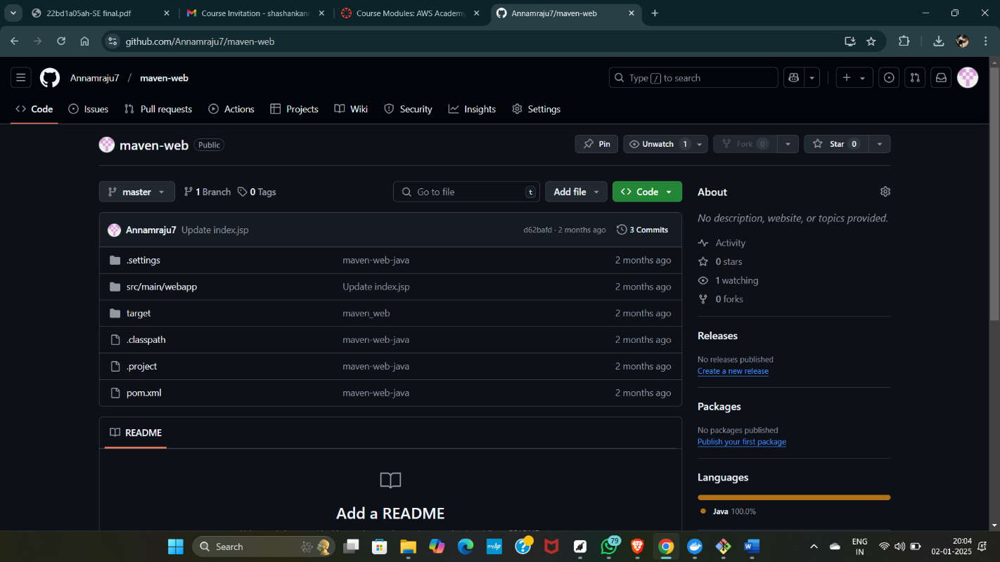 22bd1a05ah-SE final.pdf
Course Invitation - shashankanr
Course Modules: AWS Academy
Annamraju7/maven-web
github.com/Annamraju7/maven-web
Annamraju7 / maven-web
Type / to search
Code Issues Pull requests Actions Projects Wiki Security Insights Settings
maven-web Public
Pin Unwatch 1 Fork 0 Star 0
master 1 Branch 0 Tags
Go to file t Add file Code
Annamraju7 Update index.jsp d62bafd · 2 months ago 3 Commits
.settings maven-web-java 2 months ago
src/main/webapp Update index.jsp 2 months ago
target maven_web 2 months ago
.classpath maven-web-java 2 months ago
.project maven-web-java 2 months ago
pom.xml maven-web-java 2 months ago
README
Add a README
About
No description, website, or topics provided.
Activity
0 stars
1 watching
0 forks
Releases
No releases published
Create a new release
Packages
No packages published
Publish your first package
Languages
Java 100.0%
Search
myhp
79
ENG
IN
20:04
02-01-2025